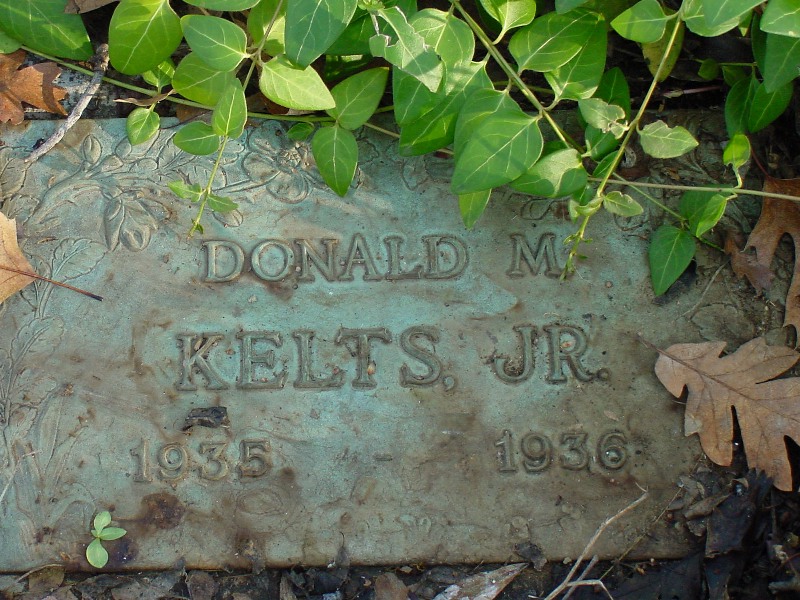 DONALD M.
KELTS, JR.
1935 - 1936